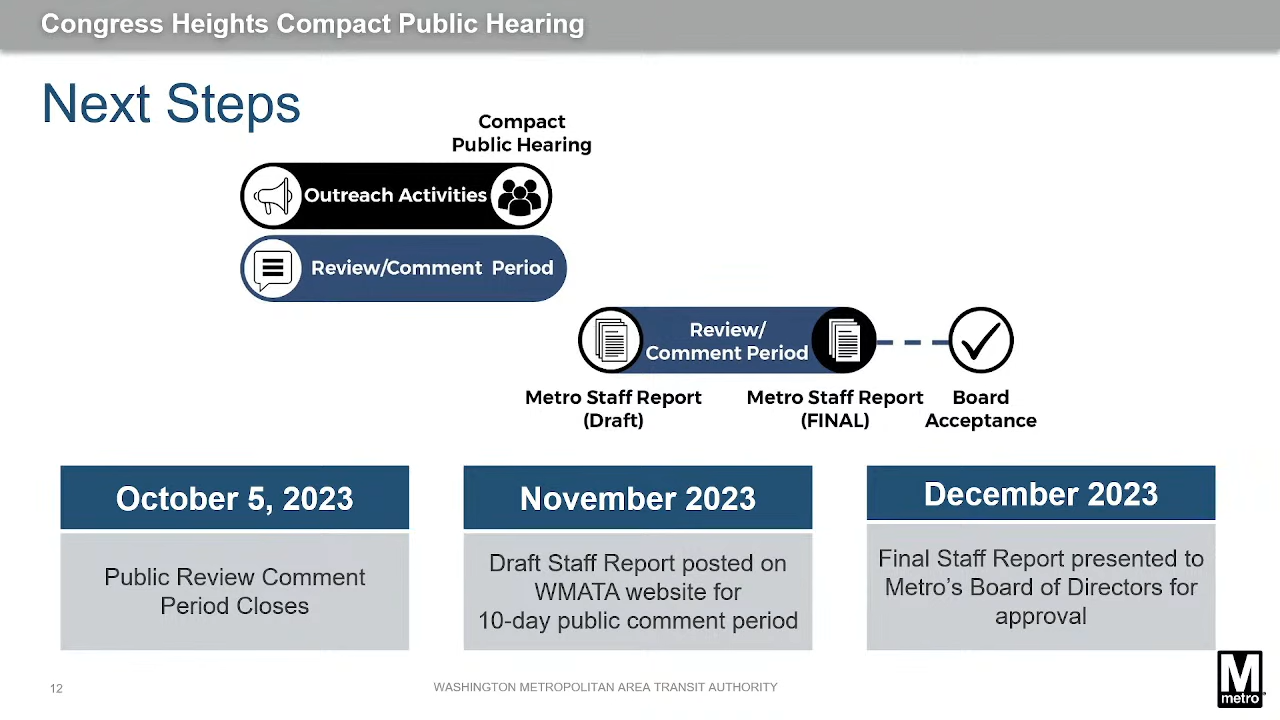 Congress Heights Compact Public Hearing
Next Steps
Compact
Public Hearing
Outreach Activities
Review/Comment Period
Review/
Comment Period
Metro Staff Report
(Draft)
Metro Staff Report
(FINAL)
Board
Acceptance
October 5, 2023
Public Review Comment
Period Closes
November 2023
Draft Staff Report posted on
WMATA website for
10-day public comment period
December 2023
Final Staff Report presented to
Metro’s Board of Directors for
approval
12
WASHINGTON METROPOLITAN AREA TRANSIT AUTHORITY
M
metro